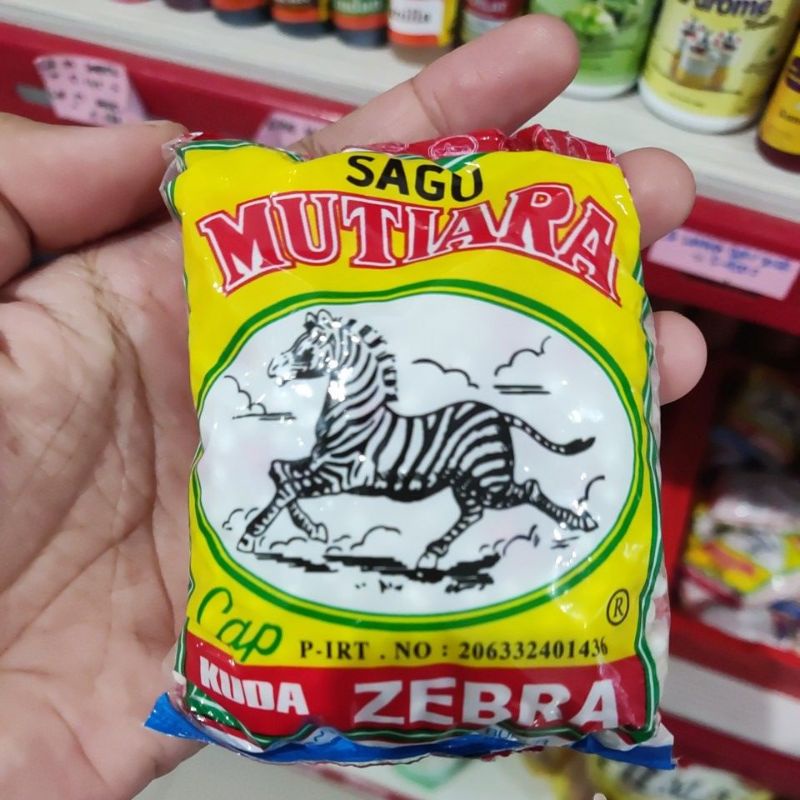 SAGU
MUTIARA
Cap
®
P-IRT . NO : 206332401436
KUDA ZEBRA